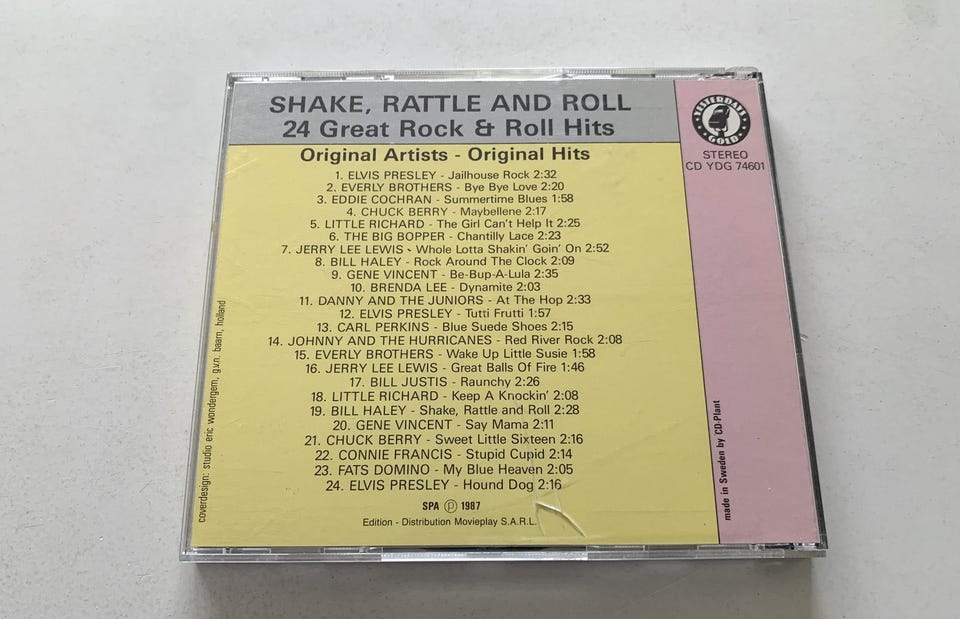 SHAKE, RATTLE AND ROLL
24 Great Rock & Roll Hits
Original Artists - Original Hits
1. ELVIS PRESLEY - Jailhouse Rock 2:32
2. EVERLY BROTHERS - Bye Bye Love 2:20
3. EDDIE COCHRAN - Summertime Blues 1:58
4. CHUCK BERRY - Maybellene 2:17
5. LITTLE RICHARD - The Girl Can't Help It 2:25
6. THE BIG BOPPER - Chantilly Lace 2:23
7. JERRY LEE LEWIS - Whole Lotta Shakin' Goin' On 2:52
8. BILL HALEY - Rock Around The Clock 2:09
9. GENE VINCENT - Be-Bup-A-Lula 2:35
10. BRENDA LEE - Dynamite 2:03
11. DANNY AND THE JUNIORS - At The Hop 2:33
12. ELVIS PRESLEY - Tutti Frutti 1:57
13. CARL PERKINS - Blue Suede Shoes 2:15
14. JOHNNY AND THE HURRICANES - Red River Rock 2:08
15. EVERLY BROTHERS - Wake Up Little Susie 1:58
16. JERRY LEE LEWIS - Great Balls Of Fire 1:46
17. BILL JUSTIS - Raunchy 2:26
18. LITTLE RICHARD - Keep A Knockin' 2:08
19. BILL HALEY - Shake, Rattle and Roll 2:28
20. GENE VINCENT - Say Mama 2:11
21. CHUCK BERRY - Sweet Little Sixteen 2:16
22. CONNIE FRANCIS - Stupid Cupid 2:14
23. FATS DOMINO - My Blue Heaven 2:05
24. ELVIS PRESLEY - Hound Dog 2:16
SPA ℗ 1987
Edition - Distribution Movieplay S.A.R.L.
coverdesign: studio eric wondergem, g.v.n. baarn, holland
YESTERDAYS
GOLD
STEREO
CD YDG 74601
made in Sweden by CD-Plant